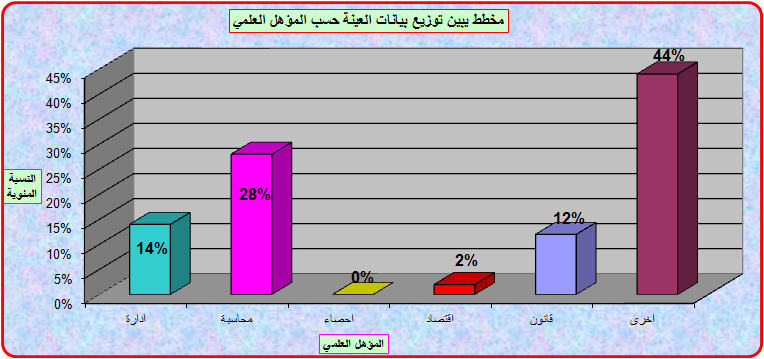 مخطط يبين توزيع بيانات العينة حسب المؤهل العلمي
45%
40%
35%
30%
25%
20%
15%
10%
5%
0%
النسبة
المئوية
14%
28%
0%
2%
12%
44%
ادارة
محاسبة
احصاء
اقتصاد
قانون
اخرى
المؤهل العلمي